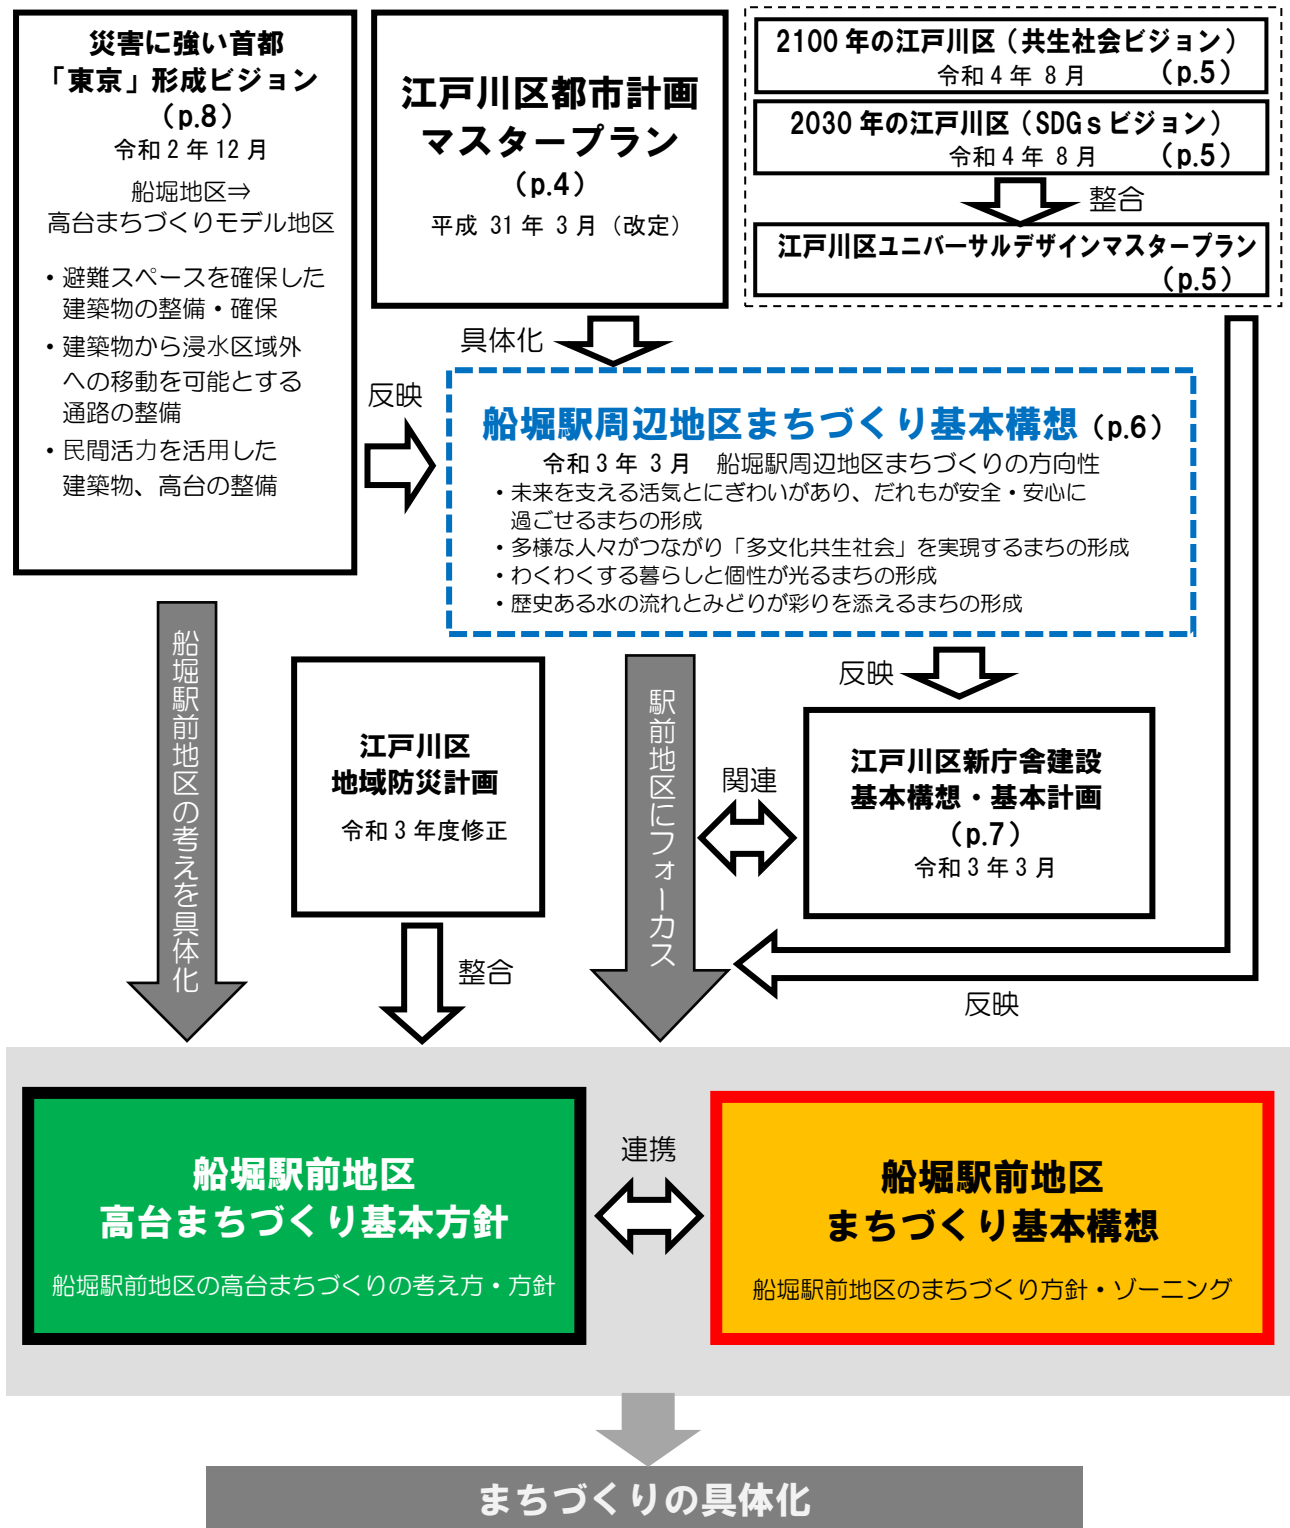 災害に強い首都
「東京」形成ビジョン
（p.8）
令和２年12月
船堀地区⇒
高台まちづくりモデル地区
・避難スペースを確保した
建築物の整備・確保
・建築物から浸水区域外
への移動を可能とする
通路の整備
・民間活力を活用した
建築物、高台の整備
江戸川区都市計画
マスタープラン
（p.4）
平成 31年 3月（改定）
2100年の江戸川区（共生社会ビジョン）
令和４年 8月 （p.5）
2030年の江戸川区（SDGｓビジョン）
令和４年 8月 （p.5）
整合
江戸川区ユニバーサルデザインマスタープラン
（p.5）
具体化
反映
船堀駅周辺地区まちづくり基本構想（p.6）
令和３年 3月 船堀駅周辺地区まちづくりの方向性
・未来を支える活気とにぎわいがあり、だれもが安全・安心に
過ごせるまちの形成
・多様な人々がつながり「多文化共生社会」を実現するまちの形成
・わくわくする暮らしと個性が光るまちの形成
・歴史ある水の流れとみどりが彩りを添えるまちの形成
船堀駅前地区の考えを具体化
江戸川区
地域防災計画
令和３年度修正
整合
駅前地区にフォーカス
反映
関連
江戸川区新庁舎建設
基本構想・基本計画
（p.7）
令和３年３月
反映
船堀駅前地区
高台まちづくり基本方針
船堀駅前地区の高台まちづくりの考え方・方針
連携
船堀駅前地区
まちづくり基本構想
船堀駅前地区のまちづくり方針・ゾーニング
まちづくりの具体化